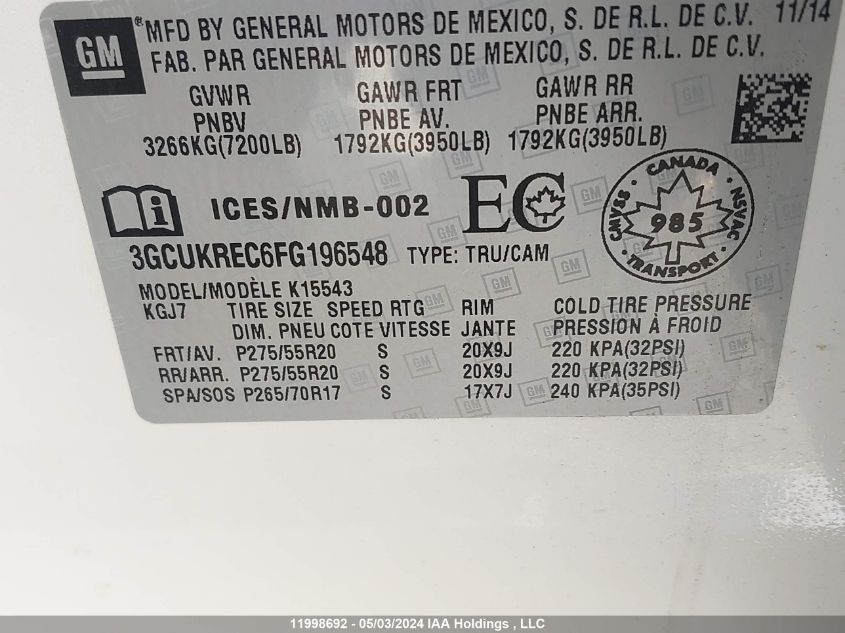 GM
®MFD BY GENERAL MOTORS DE MEXICO, S. DE R.L. DE C.V. 11/14
FAB. PAR GENERAL MOTORS DE MEXICO, S. DE R.L. DE C.V.
GVWR GAWR FRT GAWR RR
PNBV PNBE AV. PNBE ARR.
3266KG(7200LB) 1792KG(3950LB) 1792KG(3950LB)
i ICES/NMB-002 EC
CANADA
CMVSS 985 NSVAC
TRANSPORT
3GCUKREC6FG196548 TYPE: TRU/CAM
MODEL/MODÈLE K15543
KGJ7 TIRE SIZE SPEED RTG RIM COLD TIRE PRESSURE
DIM. PNEU COTE VITESSE JANTE PRESSION À FROID
FRT/AV. P275/55R20 S 20X9J 220 KPA(32PSI)
RR/ARR. P275/55R20 S 20X9J 220 KPA(32PSI)
SPA/SOS P265/70R17 S 17X7J 240 KPA(35PSI)
11998692 - 05/03/2024 IAA Holdings , LLC